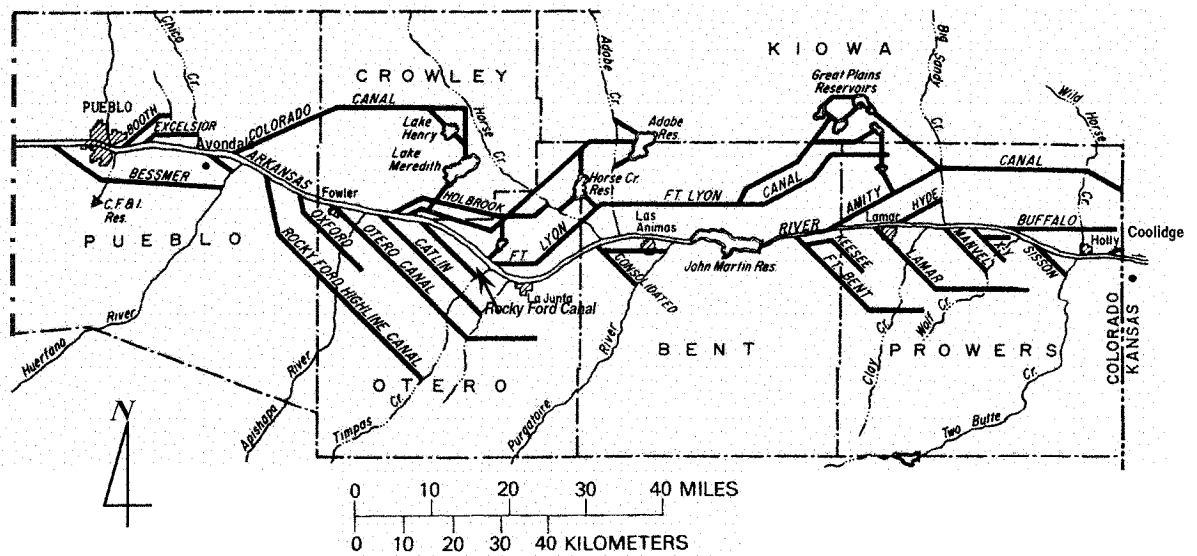 KIOWA
CROWLEY
Chico
Cr.
Adobe
Cr.
Big Sandy
Cr.
Great Plains
Reservoirs
Wild
Horse
Cr.
PUEBLO
BOOTH
EXCELSIOR
Avondale
COLORADO
CANAL
Lake
Henry
Horse
Cr.
Adobe
Res.
Lake
Meredith
Horse Cr.
Res.
BESSMER
ARKANSAS
Fowler
HOLBROOK
FT. LYON
CANAL
AMITY
CANAL
C.F.& I.
Res.
PUEBLO
OXFORD
OTERO CANAL
CATLIN
FT.
LYON
Las
Animas
RIVER
Lamar
HYDE
BUFFALO
Coolidge
ROCKY FORD HIGHLINE CANAL
La Junta
Rocky Ford Canal
CONSOLIDATED
John Martin Res.
KEESEE
FT. BENT
LAMAR
MANVEL
SISSON
Holly
Huerfano
River
Apishapa
River
OTERO
Timpas
Cr.
Purgatoire
River
BENT
PROWERS
Clay
Cr.
Wolf
Cr.
Two Butte
Cr.
COLORADO
KANSAS
N
0 10 20 30 40 MILES
0 10 20 30 40 KILOMETERS